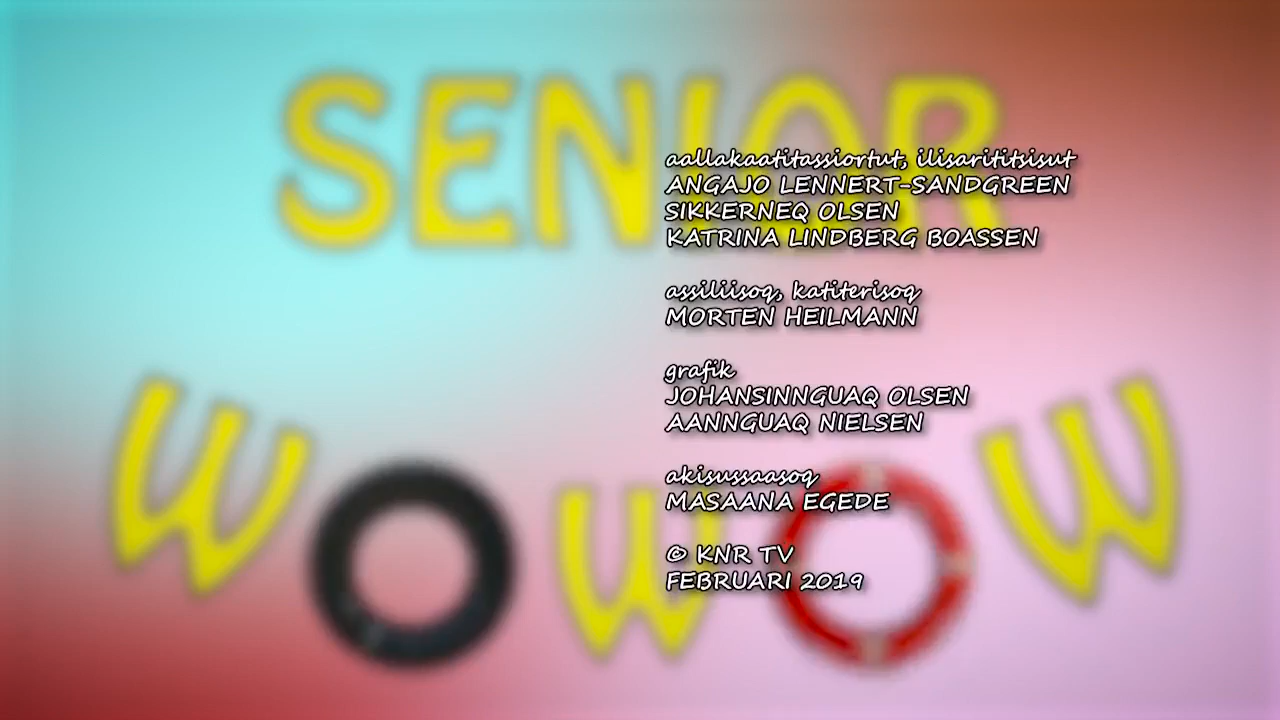 SENIOR
WOWOW
aallakaatitassiortut, ilisarititsisut
ANGAJO LENNERT-SANDGREEN
SIKKERNEQ OLSEN
KATRINA LINDBERG BOASSEN
assiliisoq, katiterisoq
MORTEN HEILMANN
grafik
JOHANSINNGUAQ OLSEN
AANNGUAQ NIELSEN
akisussaasoq
MASAANA EGEDE
© KNR TV
FEBRUARI 2019